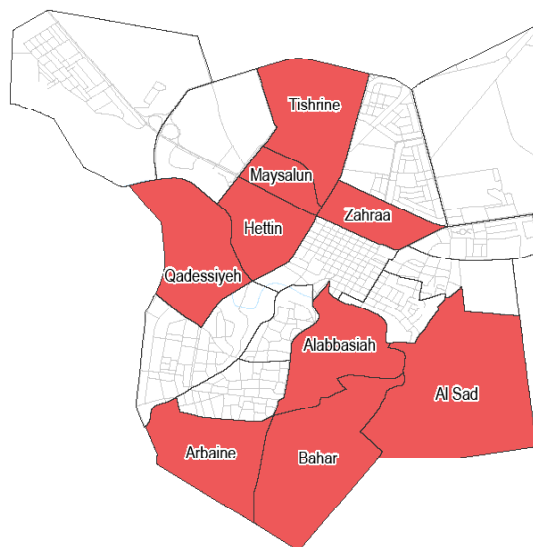 Tishrine
Maysalun
Zahraa
Hettin
Qadessiyeh
Alabbasiah
Al Sad
Arbaine
Bahar